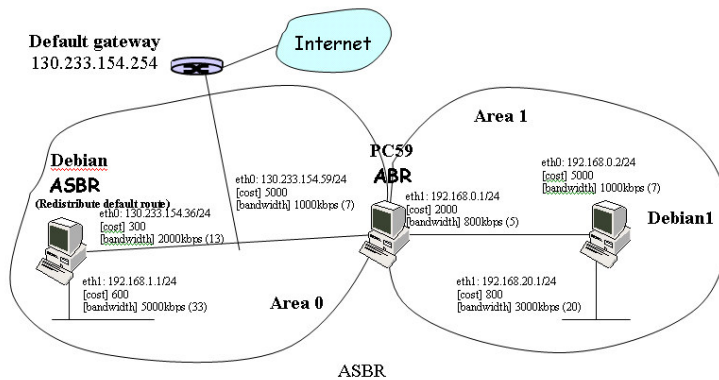 Default gateway
130.233.154.254
Internet
Area 1
Debian
ASBR
(Redistribute default route)
eth0: 130.233.154.36/24
[cost] 300
[bandwidth] 2000kbps (13)
eth1: 192.168.1.1/24
[cost] 600
[bandwidth] 5000kbps (33)
eth0: 130.233.154.59/24
[cost] 5000
[bandwidth] 1000kbps (7)
Area 0
PC59
ABR
eth1: 192.168.0.1/24
[cost] 2000
[bandwidth] 800kbps (5)
eth0: 192.168.0.2/24
[cost] 5000
[bandwidth] 1000kbps (7)
Debian1
eth1: 192.168.20.1/24
[cost] 800
[bandwidth] 3000kbps (20)
ASBR